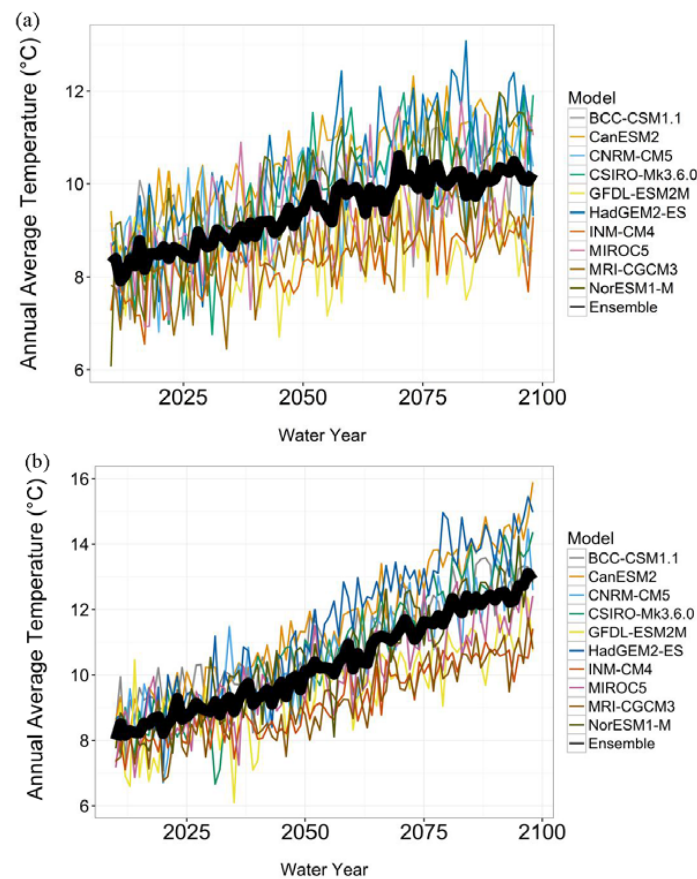 (a)
Annual Average Temperature (°C)
12
10
8
6
2025 2050 2075 2100
Water Year
Model
BCC-CSM1.1
CanESM2
CNRM-CM5
CSIRO-Mk3.6.0
GFDL-ESM2M
HadGEM2-ES
INM-CM4
MIROC5
MRI-CGCM3
NorESM1-M
Ensemble
(b)
Annual Average Temperature (°C)
16
14
12
10
8
6
2025 2050 2075 2100
Water Year
Model
BCC-CSM1.1
CanESM2
CNRM-CM5
CSIRO-Mk3.6.0
GFDL-ESM2M
HadGEM2-ES
INM-CM4
MIROC5
MRI-CGCM3
NorESM1-M
Ensemble